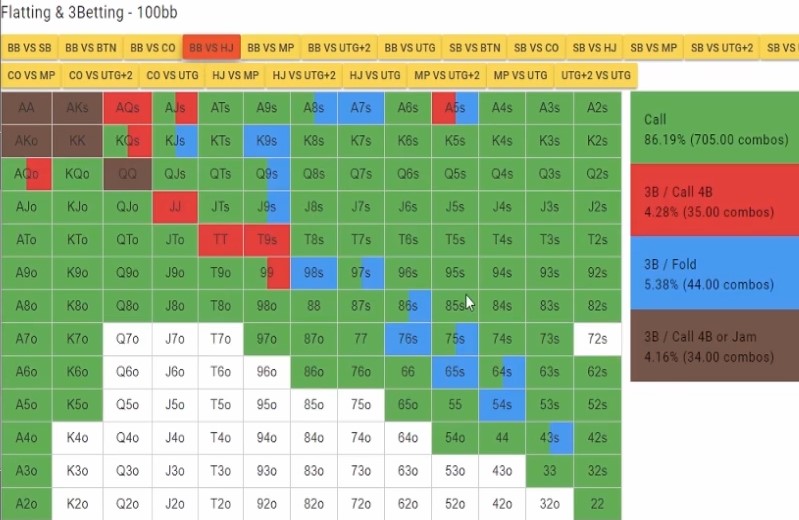 Flatting & 3Betting - 100bb
BB VS SB BB VS BTN BB VS CO BB VS HJ BB VS MP BB VS UTG+2 BB VS UTG SB VS BTN SB VS CO SB VS HJ SB VS MP SB VS UTG+2 SB VS U
CO VS MP CO VS UTG+2 CO VS UTG HJ VS MP HJ VS UTG+2 HJ VS UTG MP VS UTG+2 MP VS UTG UTG+2 VS UTG
AA AKs AQs AJs ATs A9s A8s A7s A6s A5s A4s A3s A2s
AKo KK KQs KJs KTs K9s K8s K7s K6s K5s K4s K3s K2s
AQo KQo QQ QJs QTs Q9s Q8s Q7s Q6s Q5s Q4s Q3s Q2s
AJo KJo QJo JJ JTs J9s J8s J7s J6s J5s J4s J3s J2s
ATo KTo QTo JTo TT T9s T8s T7s T6s T5s T4s T3s T2s
A9o K9o Q9o J9o T9o 99 98s 97s 96s 95s 94s 93s 92s
A8o K8o Q8o J8o T8o 98o 88 87s 86s 85s 84s 83s 82s
A7o K7o Q7o J7o T7o 97o 87o 77 76s 75s 74s 73s 72s
A6o K6o Q6o J6o T6o 96o 86o 76o 66 65s 64s 63s 62s
A5o K5o Q5o J5o T5o 95o 85o 75o 65o 55 54s 53s 52s
A4o K4o Q4o J4o T4o 94o 84o 74o 64o 54o 44 43s 42s
A3o K3o Q3o J3o T3o 93o 83o 73o 63o 53o 43o 33 32s
A2o K2o Q2o J2o T2o 92o 82o 72o 62o 52o 42o 32o 22
Call
86.19% (705.00 combos)
3B / Call 4B
4.28% (35.00 combos)
3B / Fold
5.38% (44.00 combos)
3B / Call 4B or Jam
4.16% (34.00 combos)